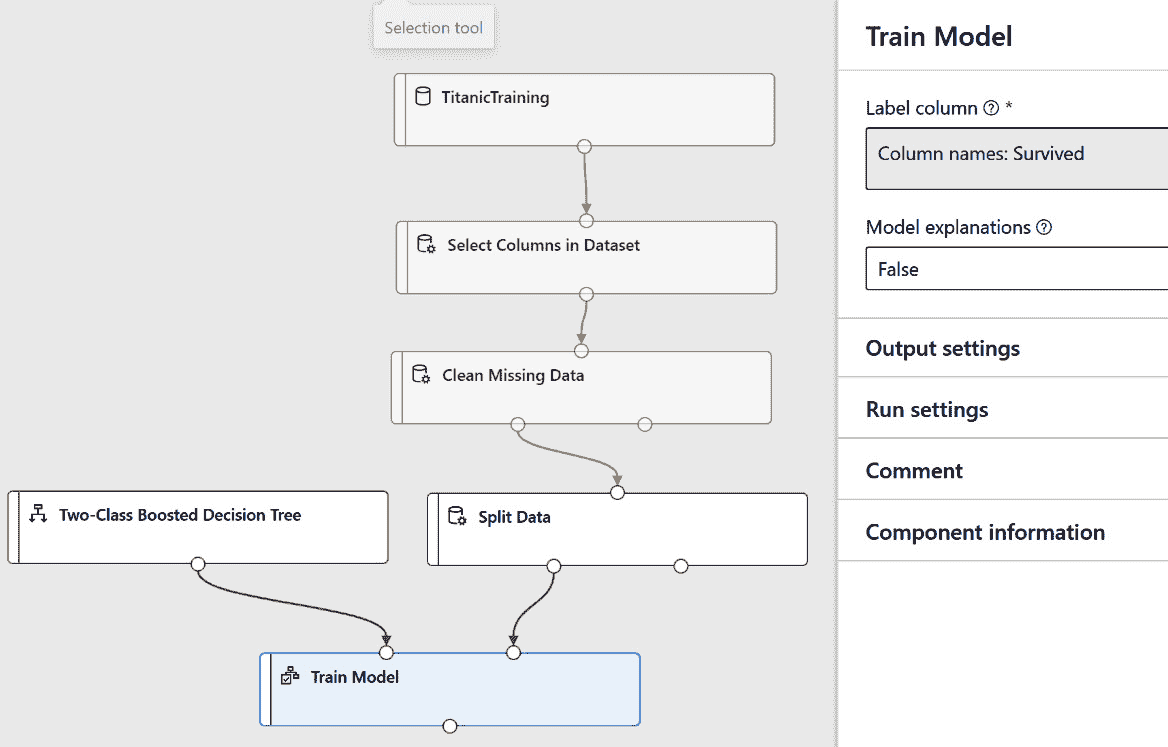 Selection tool
TitanicTraining
Select Columns in Dataset
Clean Missing Data
Two-Class Boosted Decision Tree
Split Data
Train Model
Train Model
Label column ? *
Column names: Survived
Model explanations ?
False
Output settings
Run settings
Comment
Component information